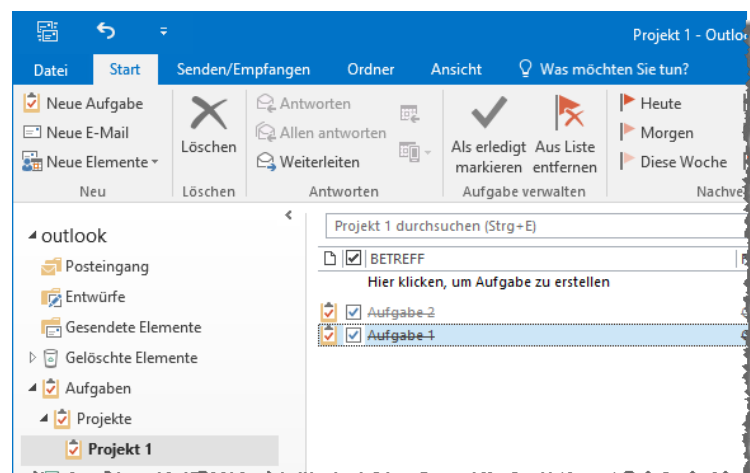 Projekt 1 - Outlo
Datei Start Senden/Empfangen Ordner Ansicht Was möchten Sie tun?
Neue Aufgabe
Neue E-Mail
Neue Elemente
Neu
Löschen
Löschen
Antworten
Allen antworten
Weiterleiten
Antworten
Als erledigt markieren
Aus Liste entfernen
Aufgabe verwalten
Heute
Morgen
Diese Woche
Nachve
outlook
Posteingang
Entwürfe
Gesendete Elemente
Gelöschte Elemente
Aufgaben
Projekte
Projekt 1
Projekt 1 durchsuchen (Strg+E)
BETREFF
Hier klicken, um Aufgabe zu erstellen
Aufgabe 2
Aufgabe 1